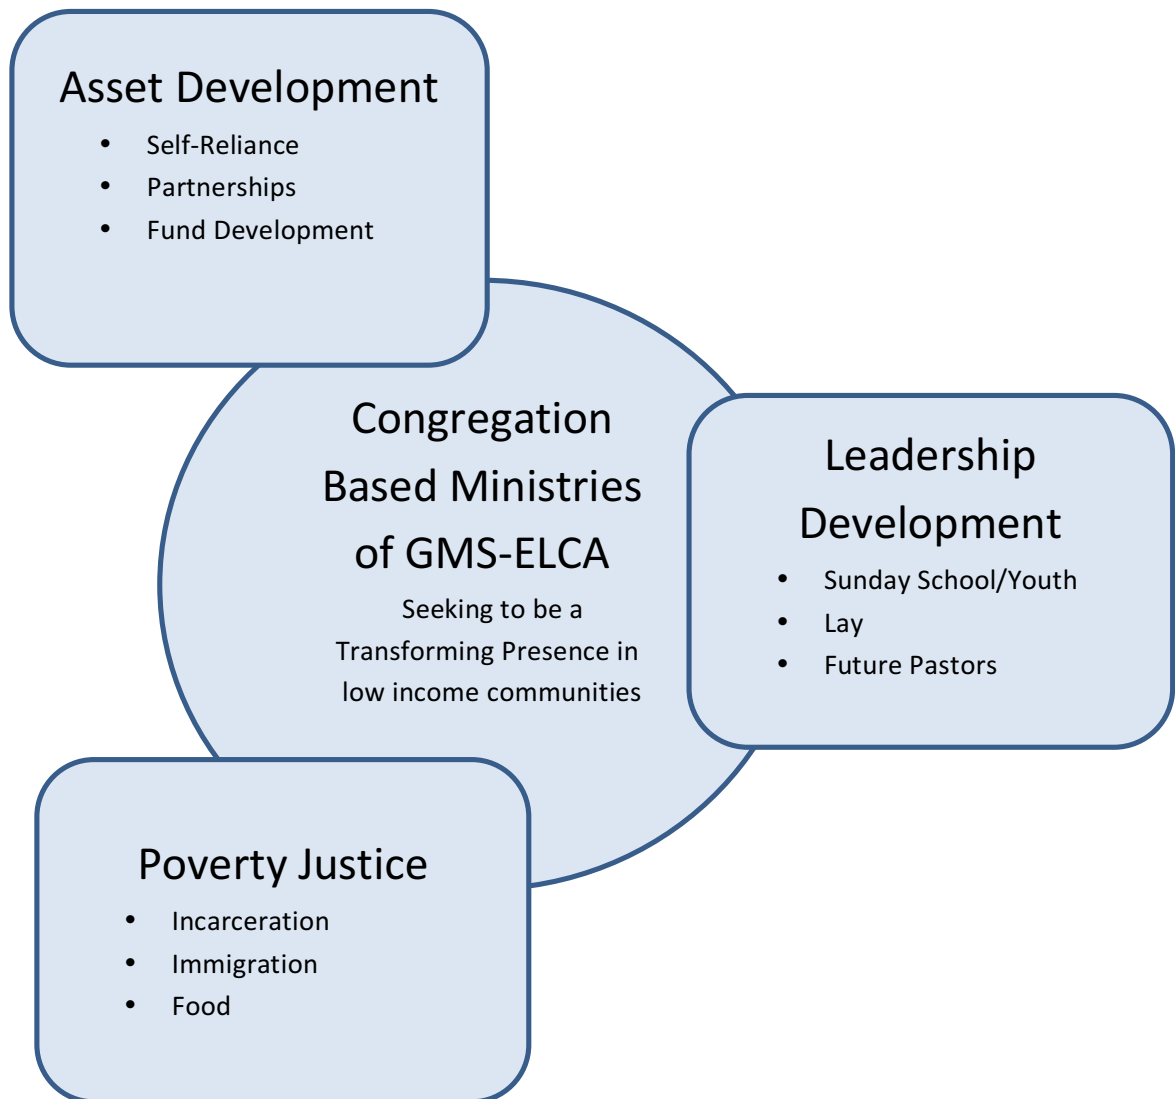 Asset Development
• Self-Reliance
• Partnerships
• Fund Development
Congregation
Based Ministries
of GMS-ELCA
Seeking to be a
Transforming Presence in
low income communities
Leadership
Development
• Sunday School/Youth
• Lay
• Future Pastors
Poverty Justice
• Incarceration
• Immigration
• Food